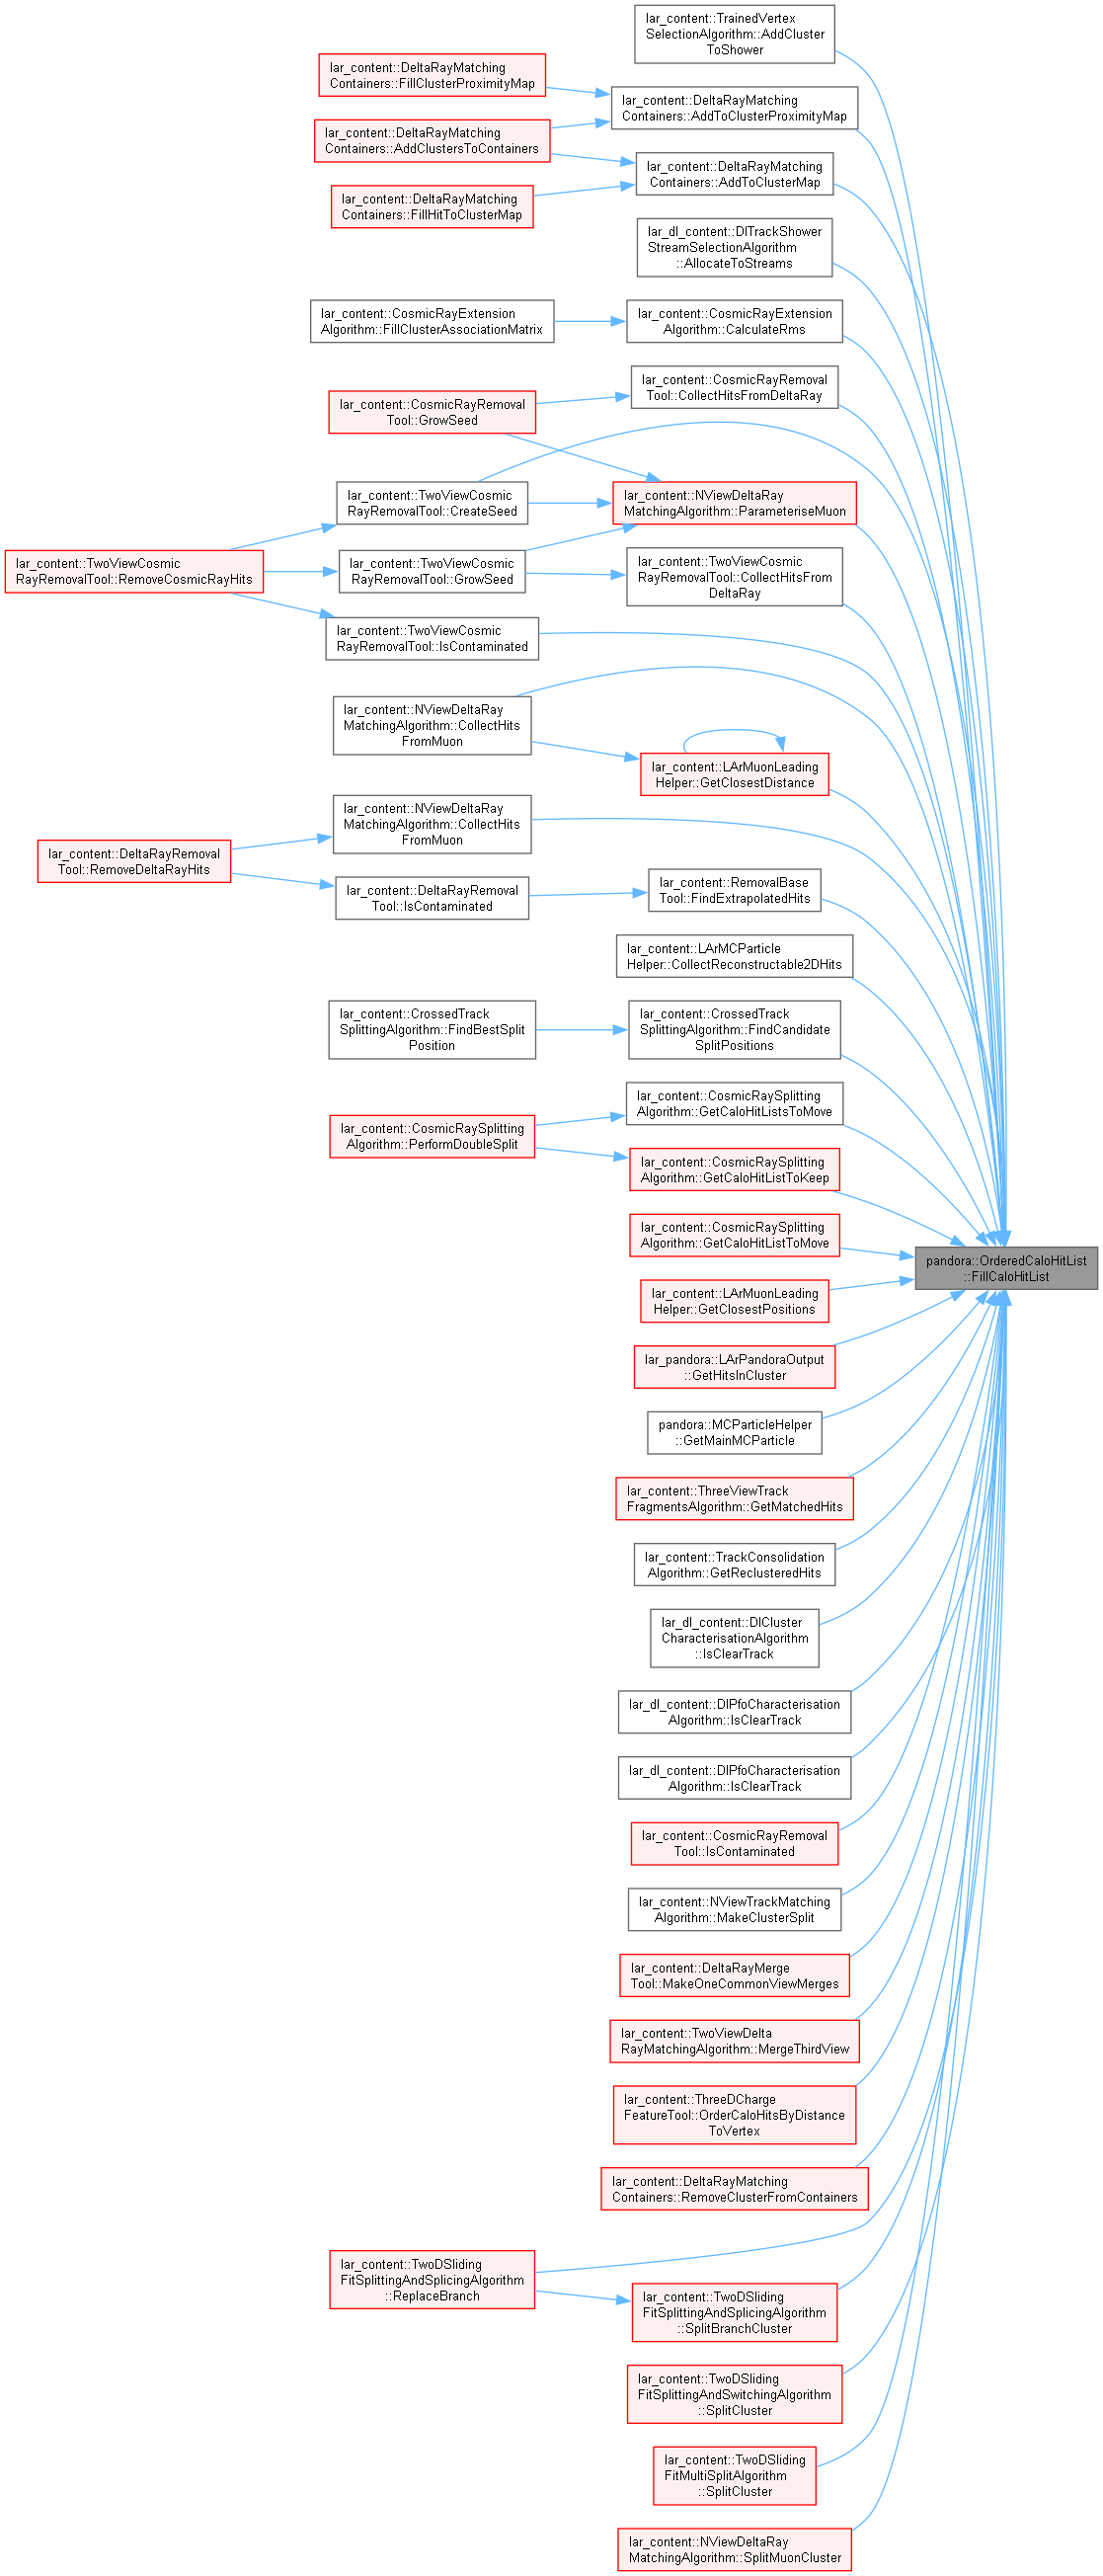 lar_content::TrainedVertex
SelectionAlgorithm::AddCluster
ToShower
lar_content::DeltaRayMatching
Containers::FillClusterProximityMap
lar_content::DeltaRayMatching
Containers::AddToClusterProximityMap
lar_content::DeltaRayMatching
Containers::AddClustersToContainers
lar_content::DeltaRayMatching
Containers::AddToClusterMap
lar_content::DeltaRayMatching
Containers::FillHitToClusterMap
lar_dl_content::DlTrackShower
StreamSelectionAlgorithm
::AllocateToStreams
lar_content::CosmicRayExtension
Algorithm::FillClusterAssociationMatrix
lar_content::CosmicRayExtension
Algorithm::CalculateRms
lar_content::CosmicRayRemoval
Tool::CollectHitsFromDeltaRay
lar_content::CosmicRayRemoval
Tool::GrowSeed
lar_content::TwoViewCosmic
RayRemovalTool::CreateSeed
lar_content::NViewDeltaRay
MatchingAlgorithm::ParameteriseMuon
lar_content::TwoViewCosmic
RayRemovalTool::RemoveCosmicRayHits
lar_content::TwoViewCosmic
RayRemovalTool::GrowSeed
lar_content::TwoViewCosmic
RayRemovalTool::CollectHitsFrom
DeltaRay
lar_content::TwoViewCosmic
RayRemovalTool::IsContaminated
lar_content::NViewDeltaRay
MatchingAlgorithm::CollectHits
FromMuon
lar_content::LArMuonLeading
Helper::GetClosestDistance
lar_content::NViewDeltaRay
MatchingAlgorithm::CollectHits
FromMuon
lar_content::DeltaRayRemoval
Tool::RemoveDeltaRayHits
lar_content::DeltaRayRemoval
Tool::IsContaminated
lar_content::RemovalBase
Tool::FindExtrapolatedHits
lar_content::LArMCParticle
Helper::CollectReconstructable2DHits
lar_content::CrossedTrack
SplittingAlgorithm::FindBestSplit
Position
lar_content::CrossedTrack
SplittingAlgorithm::FindCandidate
SplitPositions
lar_content::CosmicRaySplitting
Algorithm::GetCaloHitListsToMove
lar_content::CosmicRaySplitting
Algorithm::PerformDoubleSplit
lar_content::CosmicRaySplitting
Algorithm::GetCaloHitListToKeep
lar_content::CosmicRaySplitting
Algorithm::GetCaloHitListToMove
pandora::OrderedCaloHitList
::FillCaloHitList
lar_content::LArMuonLeading
Helper::GetClosestPositions
lar_pandora::LArPandoraOutput
::GetHitsInCluster
pandora::MCParticleHelper
::GetMainMCParticle
lar_content::ThreeViewTrack
FragmentsAlgorithm::GetMatchedHits
lar_content::TrackConsolidation
Algorithm::GetReclusteredHits
lar_dl_content::DlCluster
CharacterisationAlgorithm
::IsClearTrack
lar_dl_content::DlPfoCharacterisation
Algorithm::IsClearTrack
lar_dl_content::DlPfoCharacterisation
Algorithm::IsClearTrack
lar_content::CosmicRayRemoval
Tool::IsContaminated
lar_content::NViewTrackMatching
Algorithm::MakeClusterSplit
lar_content::DeltaRayMerge
Tool::MakeOneCommonViewMerges
lar_content::TwoViewDelta
RayMatchingAlgorithm::MergeThirdView
lar_content::ThreeDCharge
FeatureTool::OrderCaloHitsByDistance
ToVertex
lar_content::DeltaRayMatching
Containers::RemoveClusterFromContainers
lar_content::TwoDSliding
FitSplittingAndSplicingAlgorithm
::ReplaceBranch
lar_content::TwoDSliding
FitSplittingAndSplicingAlgorithm
::SplitBranchCluster
lar_content::TwoDSliding
FitSplittingAndSwitchingAlgorithm
::SplitCluster
lar_content::TwoDSliding
FitMultiSplitAlgorithm
::SplitCluster
lar_content::NViewDeltaRay
MatchingAlgorithm::SplitMuonCluster